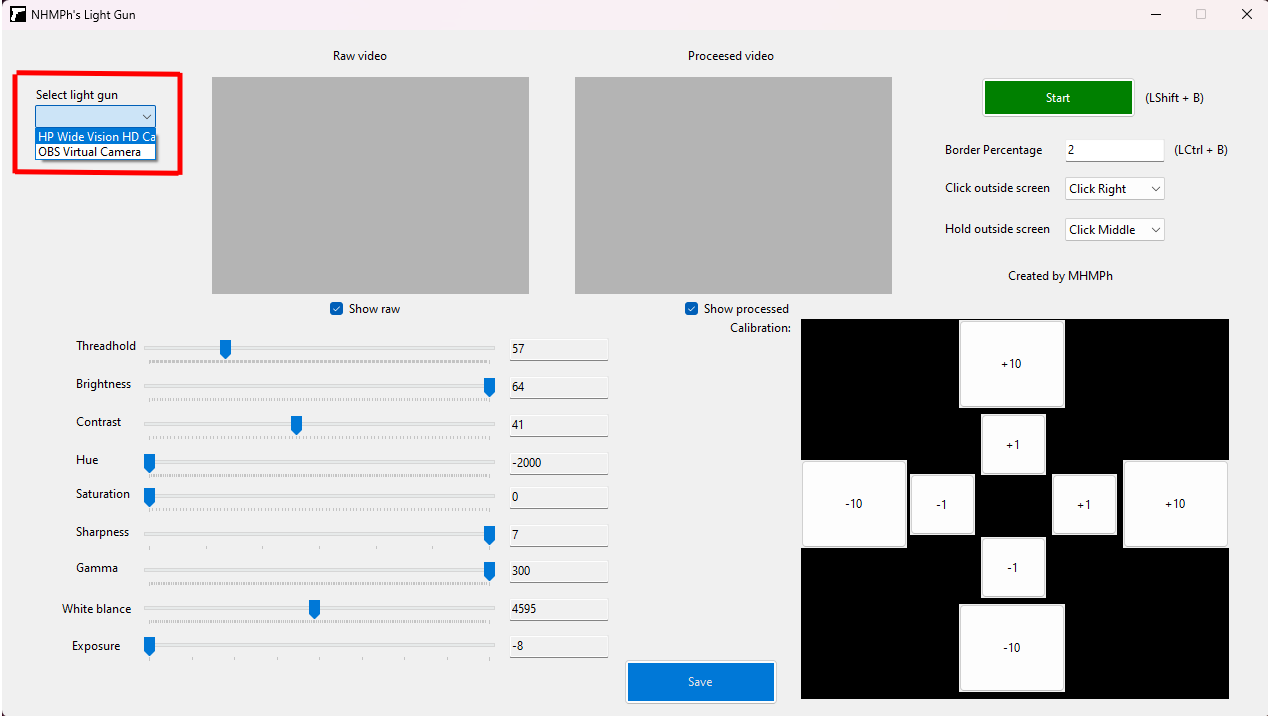 NHMPh's Light Gun
Raw video
Proceesed video
Select light gun
HP Wide Vision HD Ca
OBS Virtual Camera
Start
(LShift + B)
Border Percentage
2
(LCtrl + B)
Click outside screen
Click Right
Hold outside screen
Click Middle
Created by MHMPh
Show raw
Show processed
Calibration:
Threadhold
57
Brightness
64
Contrast
41
Hue
-2000
Saturation
0
Sharpness
7
Gamma
300
White blance
4595
Exposure
-8
Save
+10
+1
-10
-1
+1
+10
-1
-10